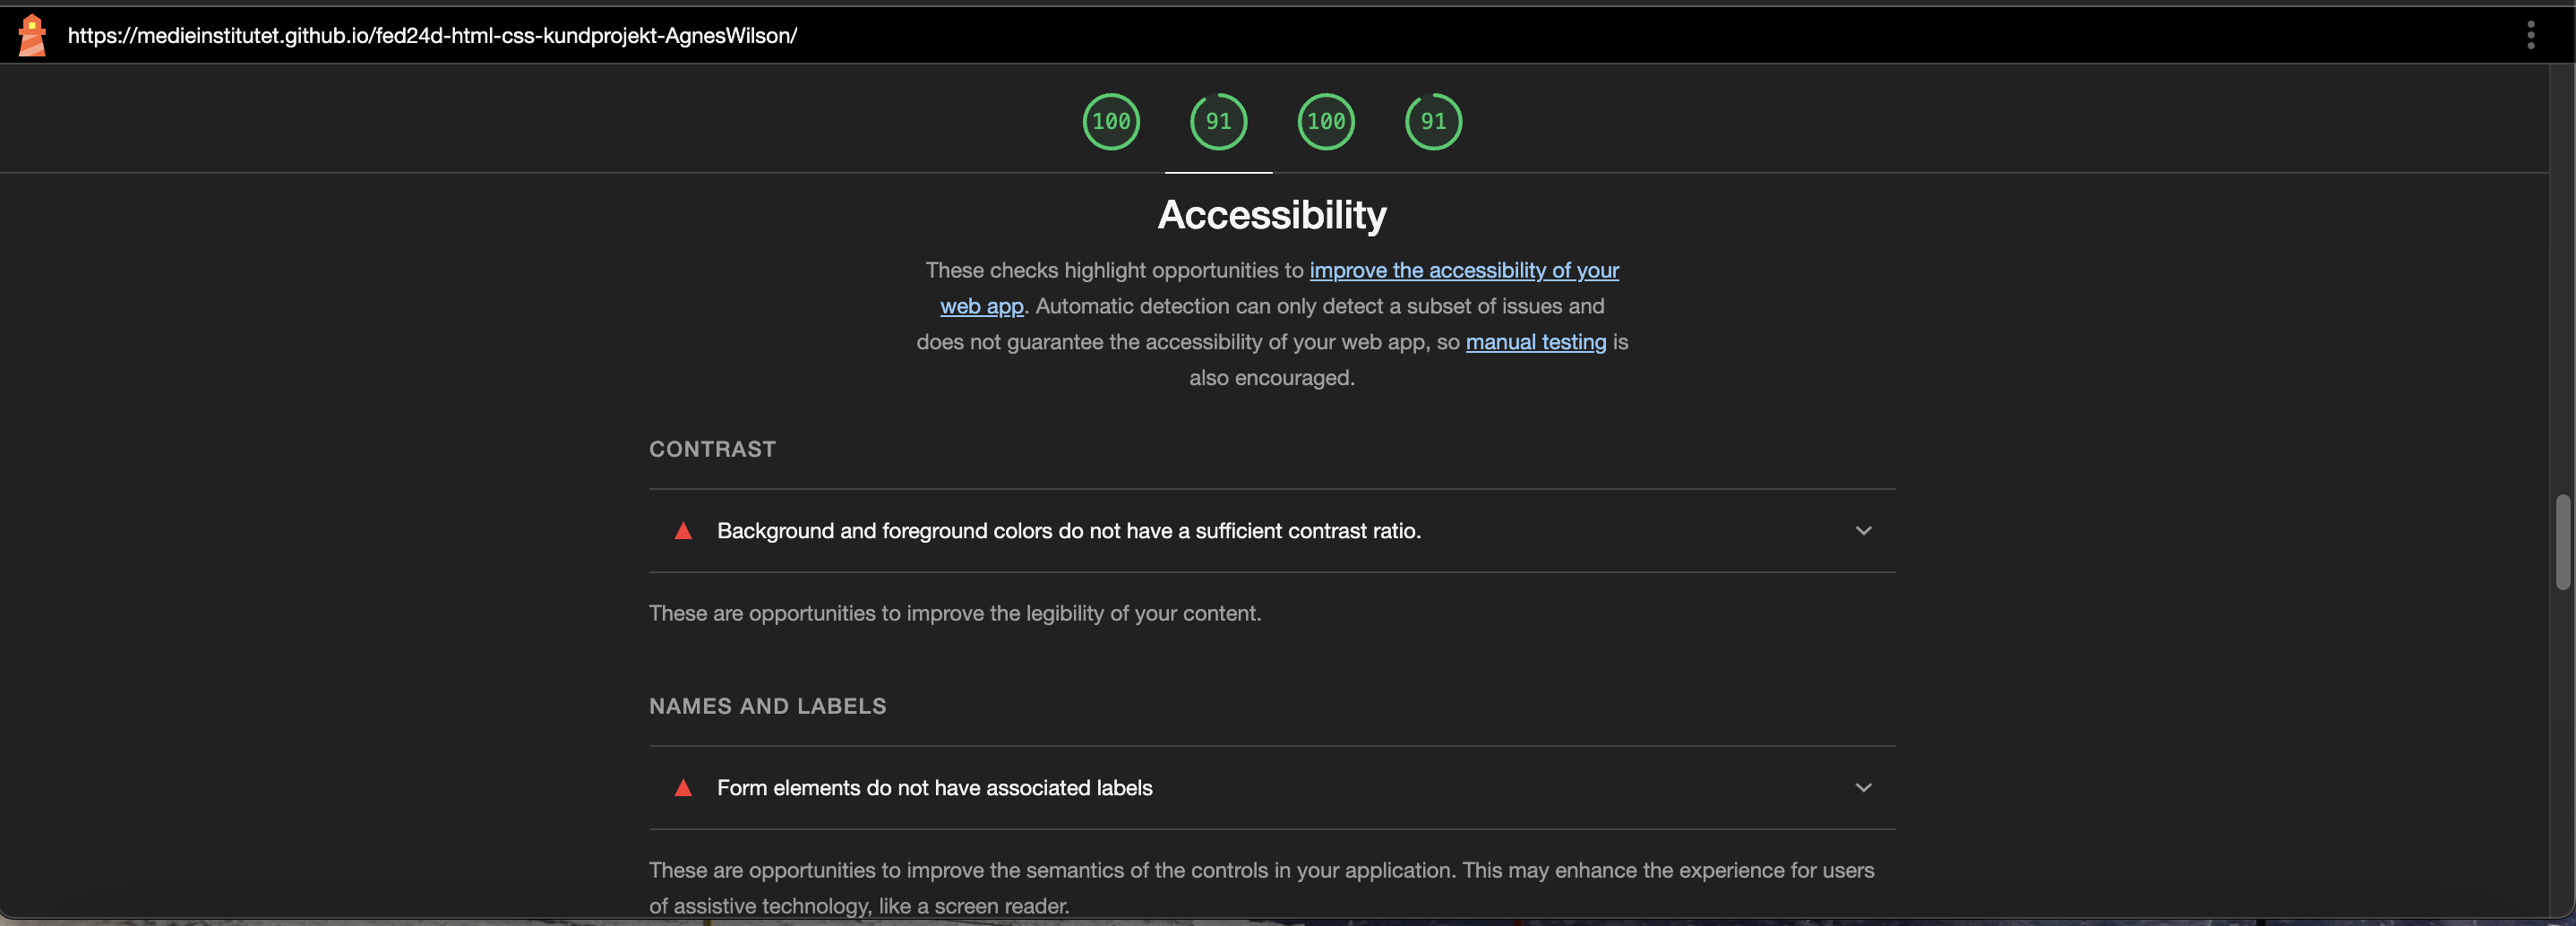 https://medieinstitutet.github.io/fed24d-html-css-kundprojekt-AgnesWilson/
100 91 100 91
Accessibility
These checks highlight opportunities to improve the accessibility of your
web app. Automatic detection can only detect a subset of issues and
does not guarantee the accessibility of your web app, so manual testing is
also encouraged.
CONTRAST
Background and foreground colors do not have a sufficient contrast ratio.
These are opportunities to improve the legibility of your content.
NAMES AND LABELS
Form elements do not have associated labels
These are opportunities to improve the semantics of the controls in your application. This may enhance the experience for users
of assistive technology, like a screen reader.